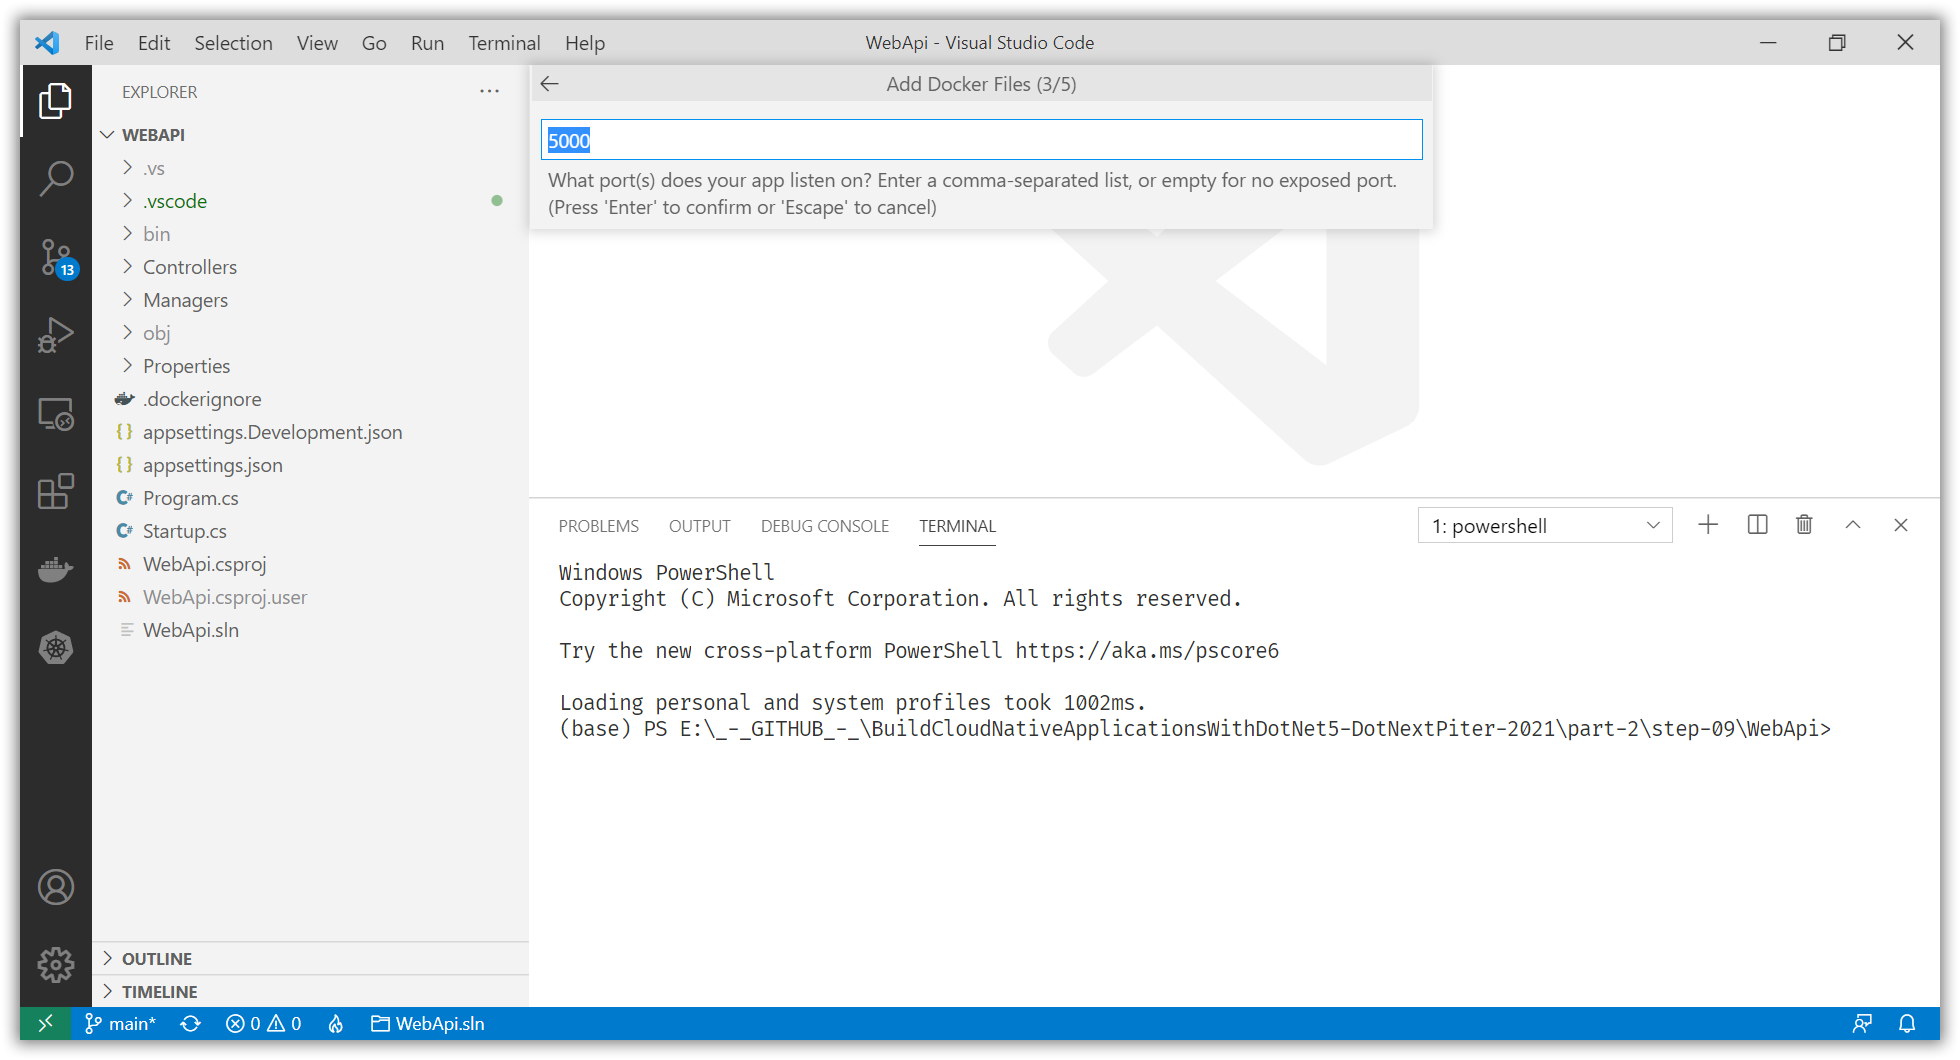 File Edit Selection View Go Run Terminal Help
WebApi - Visual Studio Code
EXPLORER
WEBAPI
.vs
.vscode
bin
Controllers
Managers
obj
Properties
.dockerignore
appsettings.Development.json
appsettings.json
Program.cs
Startup.cs
WebApi.csproj
WebApi.csproj.user
WebApi.sln
OUTLINE
TIMELINE
13
Add Docker Files (3/5)
5000
What port(s) does your app listen on? Enter a comma-separated list, or empty for no exposed port.
(Press 'Enter' to confirm or 'Escape' to cancel)
PROBLEMS OUTPUT DEBUG CONSOLE TERMINAL
1: powershell
Windows PowerShell
Copyright (C) Microsoft Corporation. All rights reserved.
Try the new cross-platform PowerShell https://aka.ms/pscore6
Loading personal and system profiles took 1002ms.
(base) PS E:\_-_GITHUB_-_\BuildCloudNativeApplicationsWithDotNet5-DotNextPiter-2021\part-2\step-09\WebApi>
main* 0 0 WebApi.sln